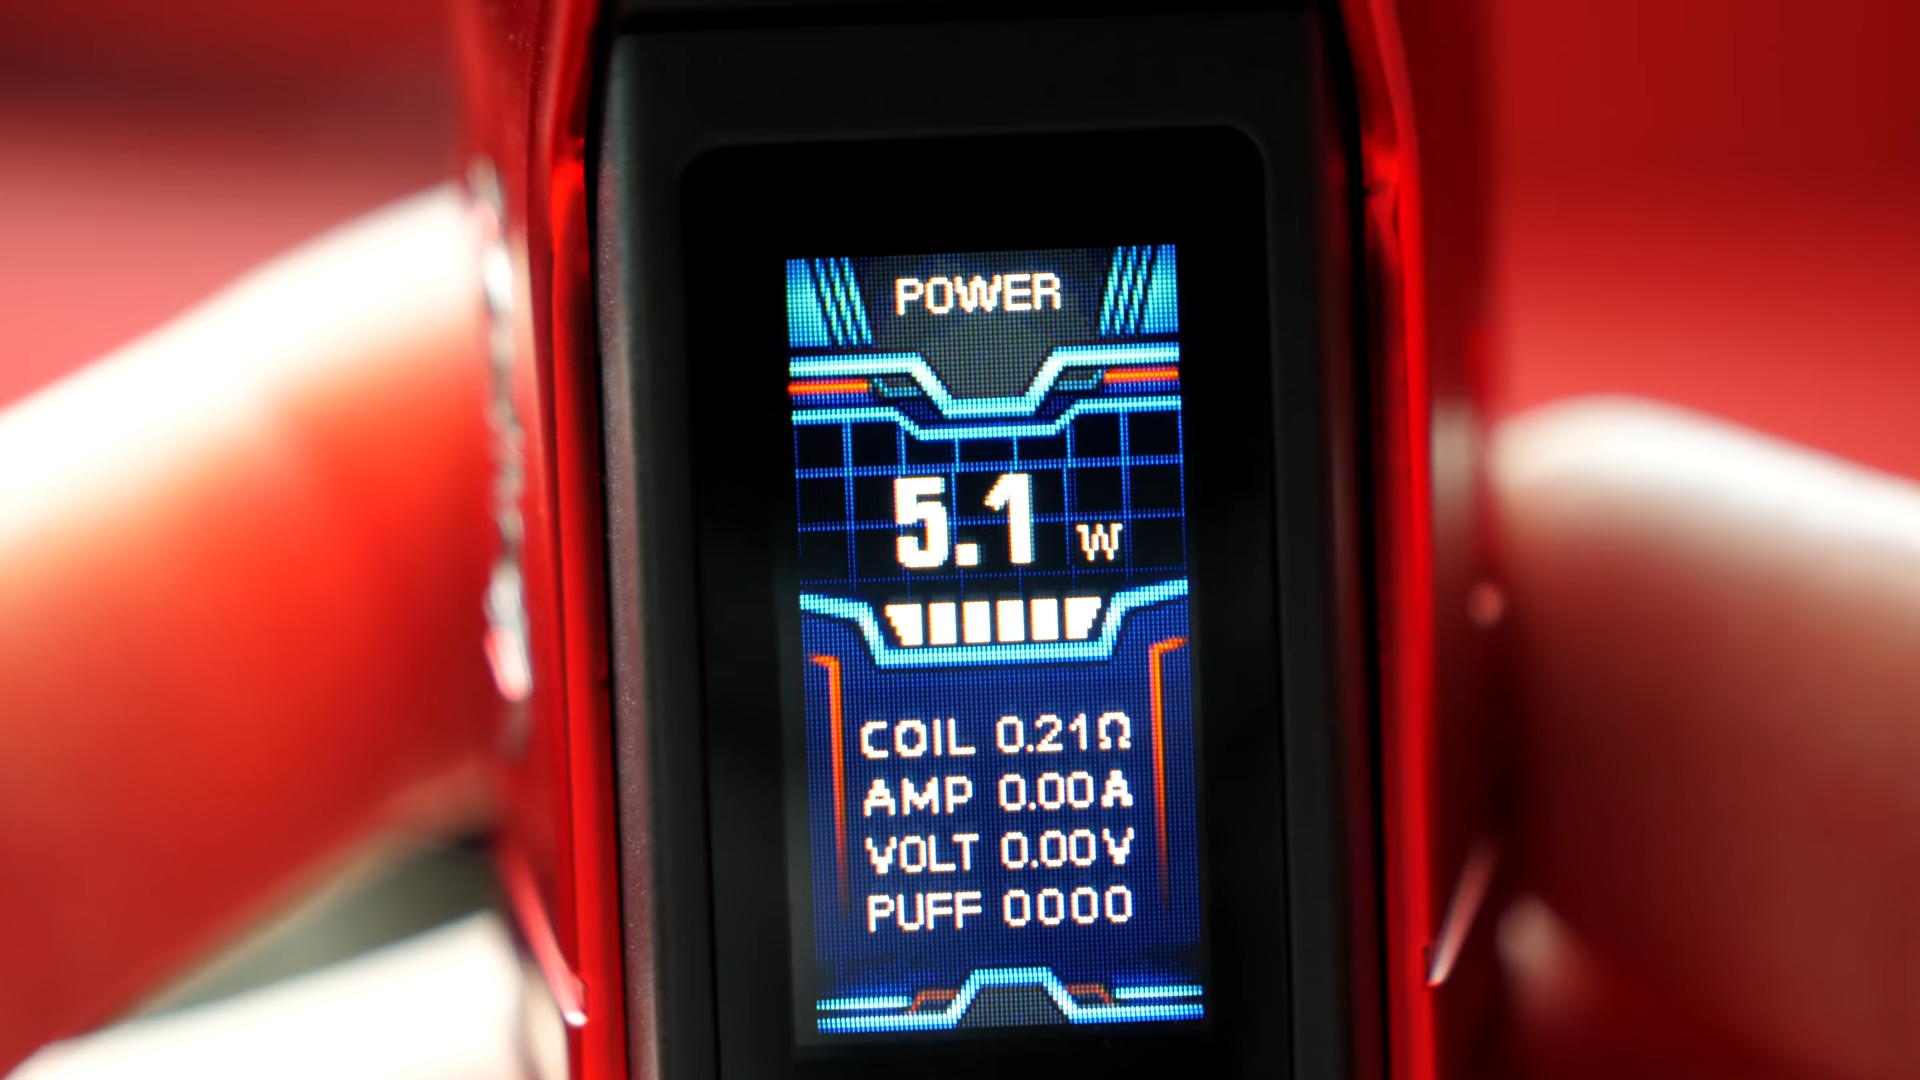 POWER
5.1 W
COIL 0.21Ω
AMP 0.00A
VOLT 0.00V
PUFF 0000